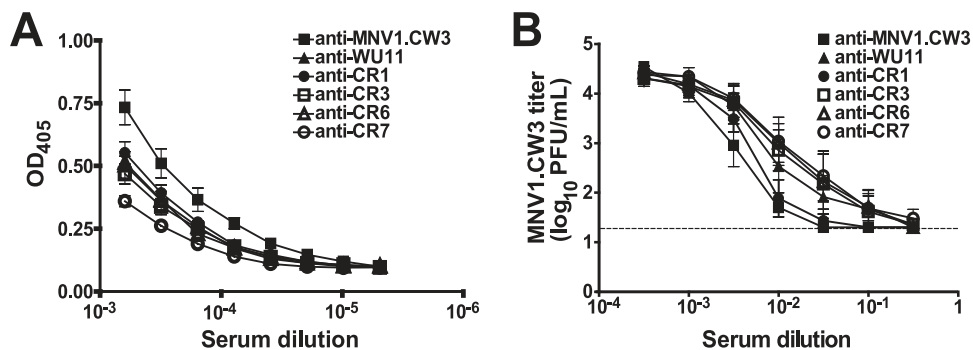 A
1.00
0.75
0.50
0.25
0.00
OD405
10-3
10-4
10-5
10-6
Serum dilution
anti-MNV1.CW3
anti-WU11
anti-CR1
anti-CR3
anti-CR6
anti-CR7
B
5
4
3
2
1
0
MNV1.CW3 titer
(log10 PFU/mL)
10-4
10-3
10-2
10-1
1
Serum dilution
anti-MNV1.CW3
anti-WU11
anti-CR1
anti-CR3
anti-CR6
anti-CR7